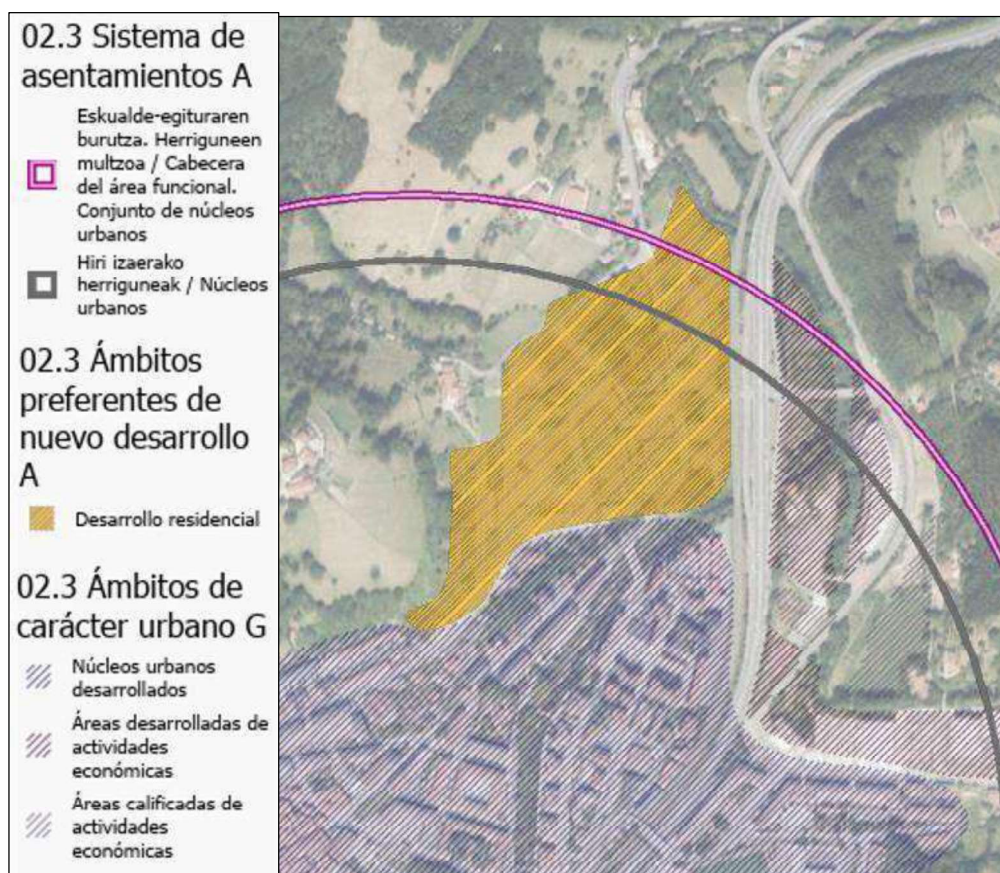 02.3 Sistema de
asentamientos A
Eskualde-egituraren
burutza. Herriguneen
multzoa / Cabecera
del área funcional.
Conjunto de núcleos
urbanos
Hiri izaerako
herriguneak / Núcleos
urbanos
02.3 Ámbitos
preferentes de
nuevo desarrollo
A
Desarrollo residencial
02.3 Ámbitos de
carácter urbano G
Núcleos urbanos
desarrollados
Áreas desarrolladas de
actividades
económicas
Áreas calificadas de
actividades
económicas